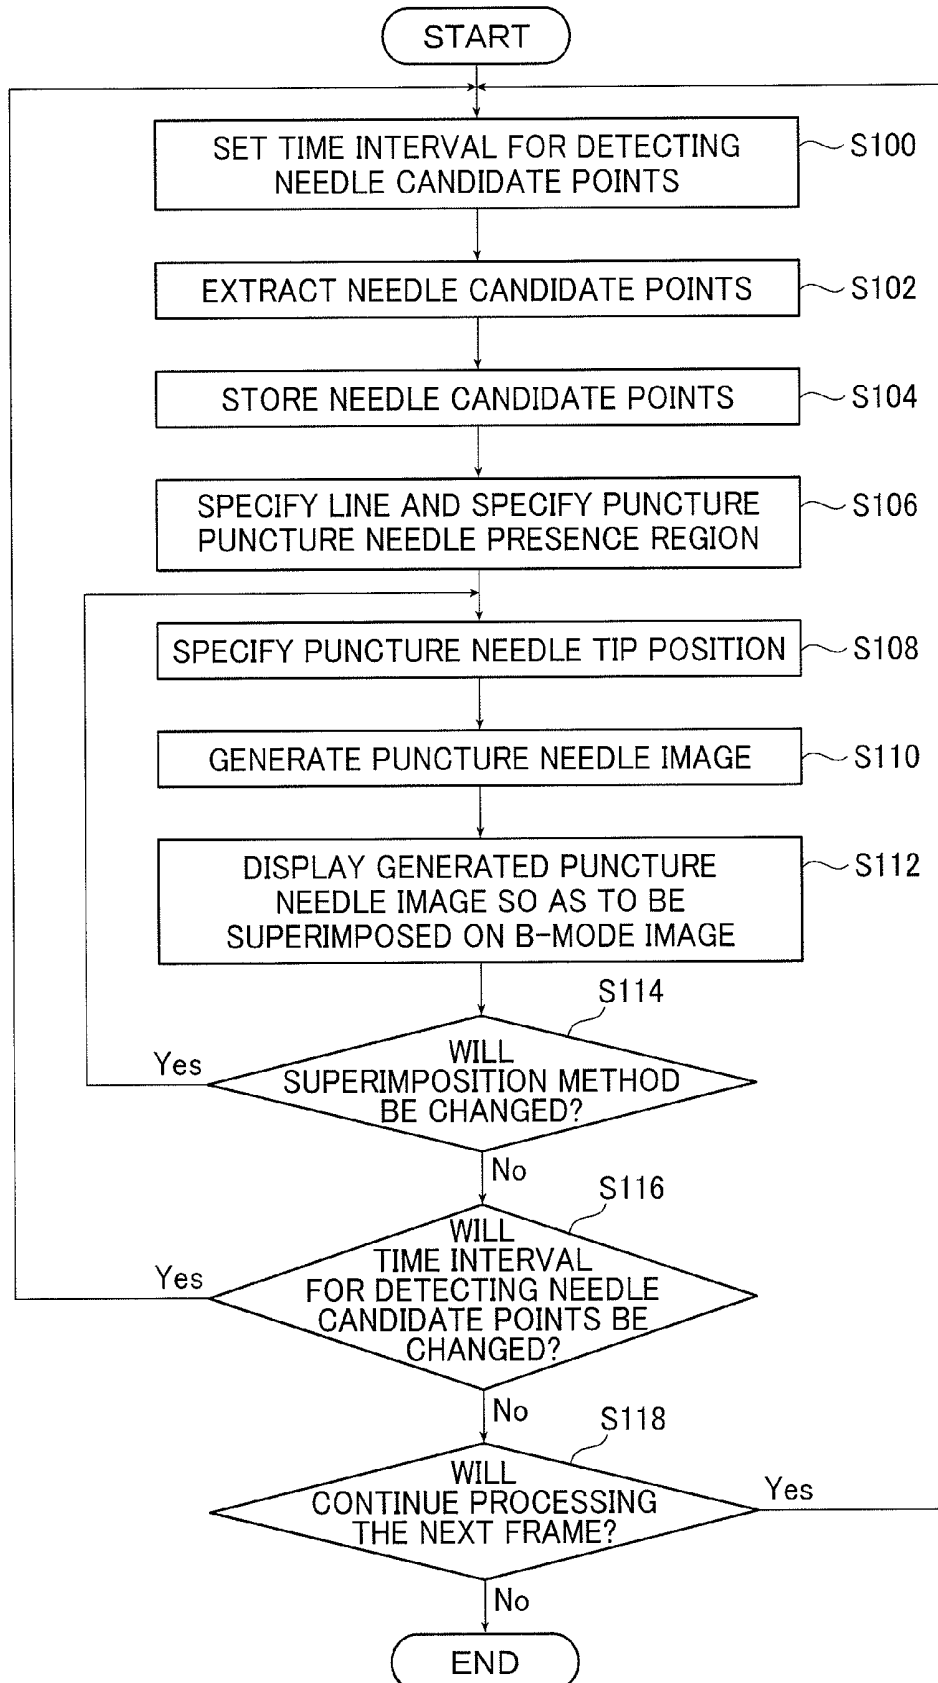 START
SET TIME INTERVAL FOR DETECTING
NEEDLE CANDIDATE POINTS
S100
EXTRACT NEEDLE CANDIDATE POINTS
S102
STORE NEEDLE CANDIDATE POINTS
S104
SPECIFY LINE AND SPECIFY PUNCTURE
PUNCTURE NEEDLE PRESENCE REGION
S106
SPECIFY PUNCTURE NEEDLE TIP POSITION
S108
GENERATE PUNCTURE NEEDLE IMAGE
S110
DISPLAY GENERATED PUNCTURE
NEEDLE IMAGE SO AS TO BE
SUPERIMPOSED ON B-MODE IMAGE
S112
S114
Yes
WILL
SUPERIMPOSITION METHOD
BE CHANGED?
No
S116
Yes
WILL
TIME INTERVAL
FOR DETECTING NEEDLE
CANDIDATE POINTS BE
CHANGED?
No
S118
WILL
CONTINUE PROCESSING
THE NEXT FRAME?
Yes
No
END